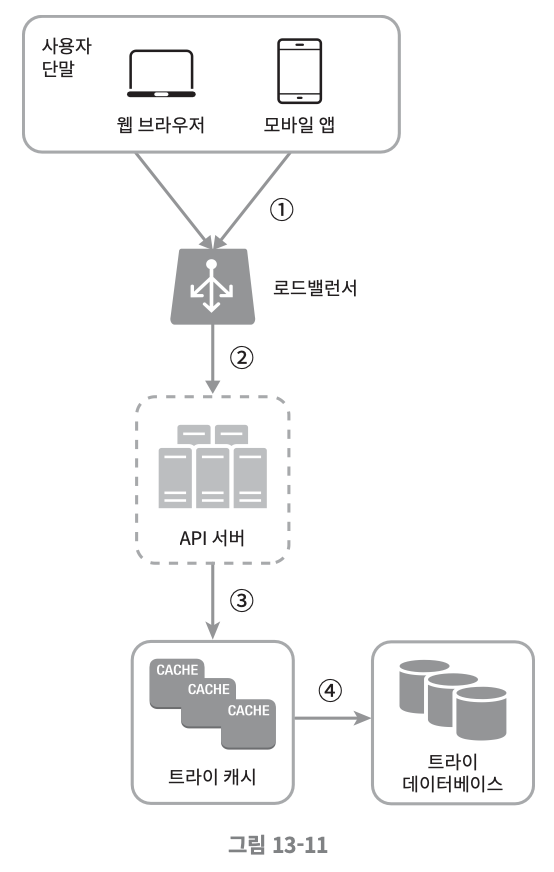 사용자
단말
웹 브라우저
모바일 앱
①
로드밸런서
②
API 서버
③
CACHE
CACHE
CACHE
트라이 캐시
④
트라이
데이터베이스
그림 13-11